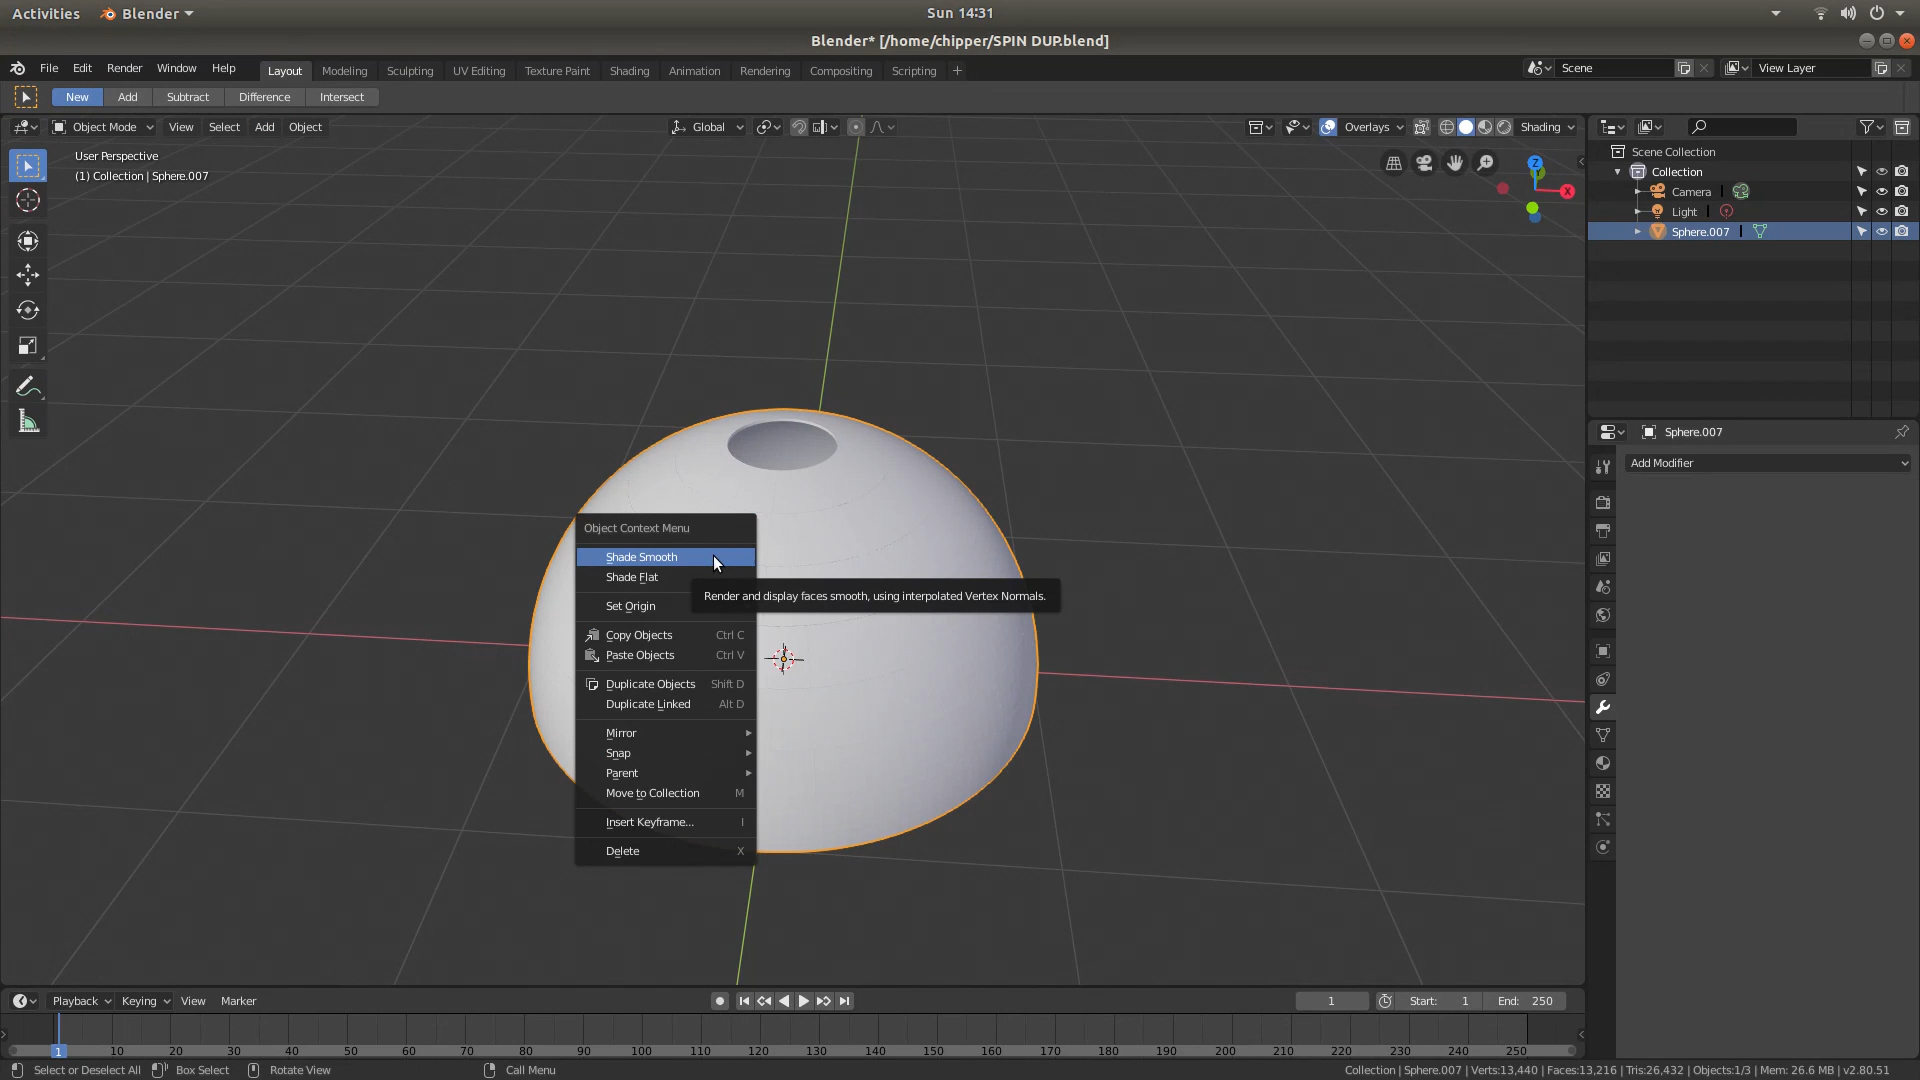 Activities Blender Sun 14:31
Blender* [/home/chipper/SPIN DUP.blend]
File Edit Render Window Help Layout Modeling Sculpting UV Editing Texture Paint Shading Animation Rendering Compositing Scripting + Scene View Layer
New Add Subtract Difference Intersect
Object Mode View Select Add Object Global Overlays Shading
User Perspective
(1) Collection | Sphere.007
Z
X
Scene Collection
Collection
Camera
Light
Sphere.007
Sphere.007
Add Modifier
Object Context Menu
Shade Smooth
Shade Flat
Render and display faces smooth, using interpolated Vertex Normals.
Set Origin
Copy Objects Ctrl C
Paste Objects Ctrl V
Duplicate Objects Shift D
Duplicate Linked Alt D
Mirror
Snap
Parent
Move to Collection M
Insert Keyframe... I
Delete X
Playback Keying View Marker 1 Start: 1 End: 250
1 10 20 30 40 50 60 70 80 90 100 110 120 130 140 150 160 170 180 190 200 210 220 230 240 250
Select or Deselect All Box Select Rotate View Call Menu Collection | Sphere.007 | Verts:13,440 | Faces:13,216 | Tris:26,432 | Objects:1/3 | Mem: 26.6 MB | v2.80.51